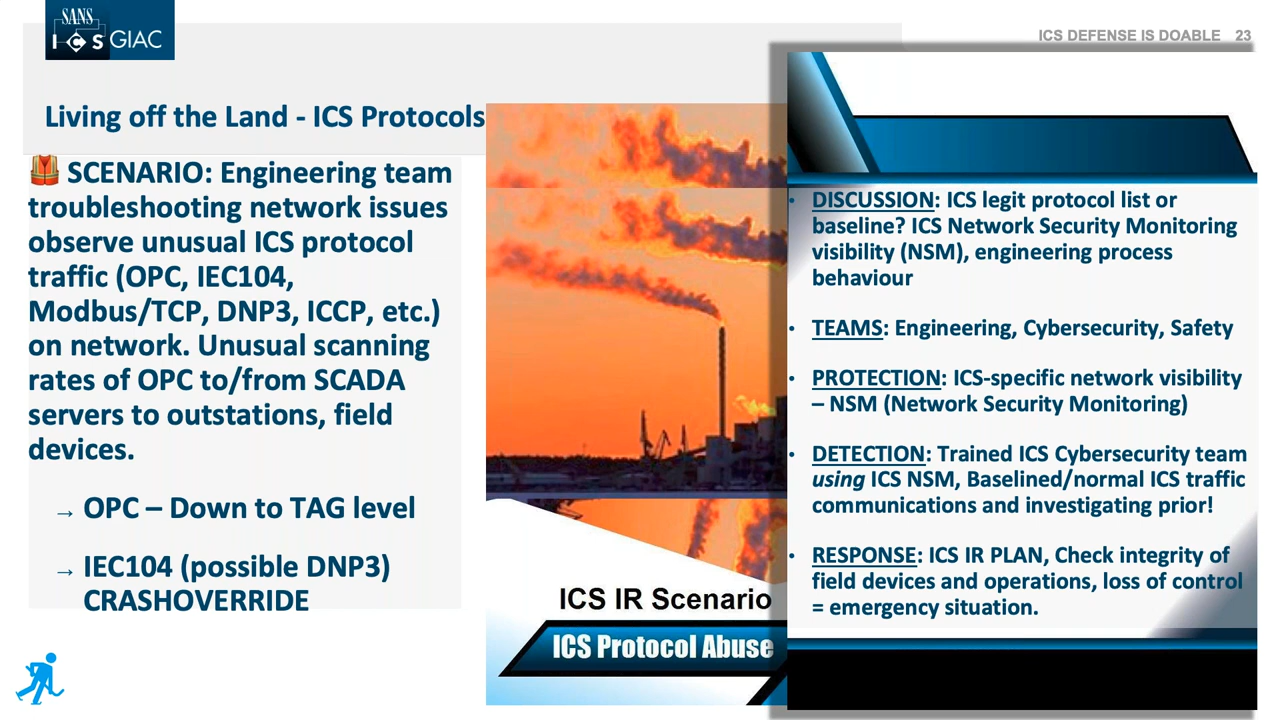 SANS
ICS GIAC
ICS DEFENSE IS DOABLE 23
Living off the Land - ICS Protocols
SCENARIO: Engineering team
troubleshooting network issues
observe unusual ICS protocol
traffic (OPC, IEC104,
Modbus/TCP, DNP3, ICCP, etc.)
on network. Unusual scanning
rates of OPC to/from SCADA
servers to outstations, field
devices.
→ OPC – Down to TAG level
→ IEC104 (possible DNP3)
CRASHOVERRIDE
ICS IR Scenario
ICS Protocol Abuse
• DISCUSSION: ICS legit protocol list or
baseline? ICS Network Security Monitoring
visibility (NSM), engineering process
behaviour
• TEAMS: Engineering, Cybersecurity, Safety
• PROTECTION: ICS-specific network visibility
– NSM (Network Security Monitoring)
• DETECTION: Trained ICS Cybersecurity team
using ICS NSM, Baselined/normal ICS traffic
communications and investigating prior!
• RESPONSE: ICS IR PLAN, Check integrity of
field devices and operations, loss of control
= emergency situation.